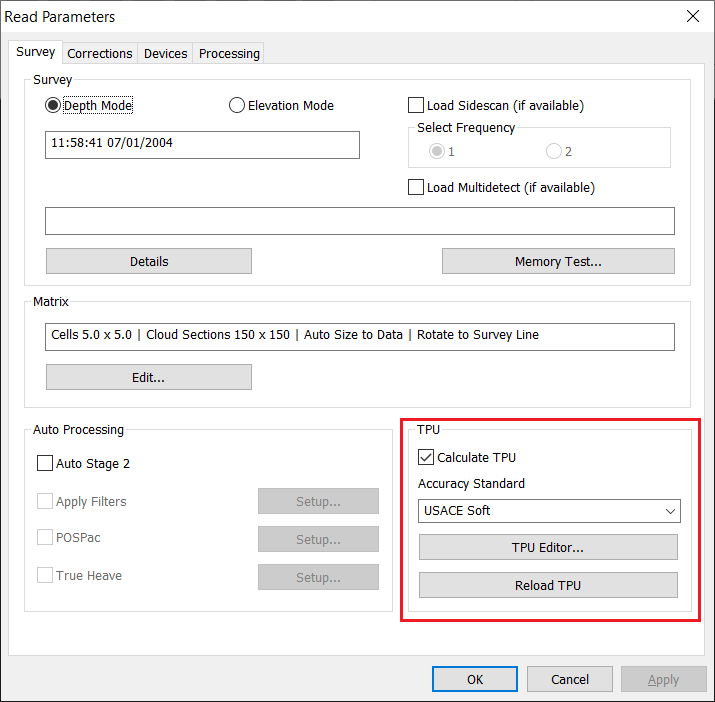 Read Parameters
Survey Corrections Devices Processing
Survey
Depth Mode Elevation Mode Load Sidescan (if available)
Select Frequency
11:58:41 07/01/2004
1 2
Load Multidetect (if available)
Details Memory Test...
Matrix
Cells 5.0 x 5.0 | Cloud Sections 150 x 150 | Auto Size to Data | Rotate to Survey Line
Edit...
Auto Processing
Auto Stage 2
Apply Filters Setup...
POSPac Setup...
True Heave Setup...
TPU
Calculate TPU
Accuracy Standard
USACE Soft
TPU Editor...
Reload TPU
OK Cancel Apply